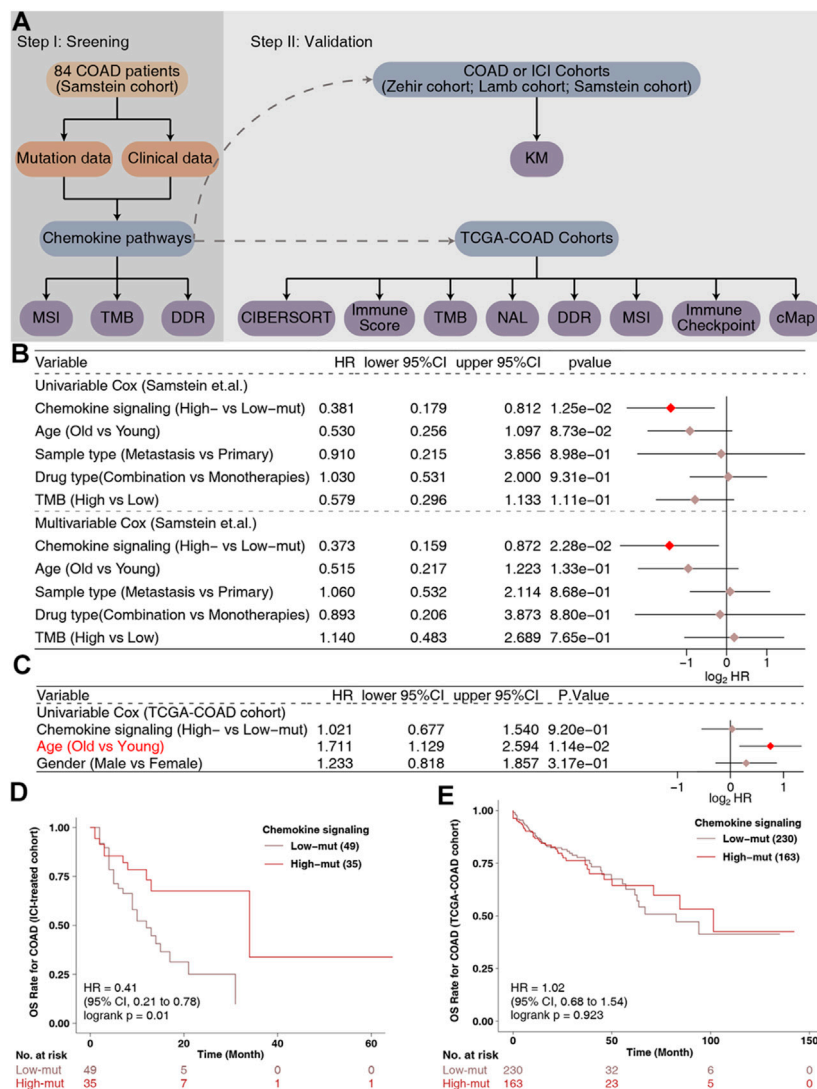 A
Step I: Sreening
Step II: Validation
84 COAD patients
(Samstein cohort)
COAD or ICI Cohorts
(Zehir cohort; Lamb cohort; Samstein cohort)
Mutation data
Clinical data
KM
Chemokine pathways
TCGA-COAD Cohorts
MSI
TMB
DDR
CIBERSORT
Immune
Score
TMB
NAL
DDR
MSI
Immune
Checkpoint
cMap
B
Variable HR lower 95%CI upper 95%CI pvalue
Univariable Cox (Samstein et.al.)
Chemokine signaling (High- vs Low-mut) 0.381 0.179 0.812 1.25e-02
Age (Old vs Young) 0.530 0.256 1.097 8.73e-02
Sample type (Metastasis vs Primary) 0.910 0.215 3.856 8.98e-01
Drug type(Combination vs Monotherapies) 1.030 0.531 2.000 9.31e-01
TMB (High vs Low) 0.579 0.296 1.133 1.11e-01
Multivariable Cox (Samstein et.al.)
Chemokine signaling (High- vs Low-mut) 0.373 0.159 0.872 2.28e-02
Age (Old vs Young) 0.515 0.217 1.223 1.33e-01
Sample type (Metastasis vs Primary) 1.060 0.532 2.114 8.68e-01
Drug type(Combination vs Monotherapies) 0.893 0.206 3.873 8.80e-01
TMB (High vs Low) 1.140 0.483 2.689 7.65e-01
-1 0 1
log2 HR
C
Variable HR lower 95%CI upper 95%CI P.Value
Univariable Cox (TCGA-COAD cohort)
Chemokine signaling (High- vs Low-mut) 1.021 0.677 1.540 9.20e-01
Age (Old vs Young) 1.711 1.129 2.594 1.14e-02
Gender (Male vs Female) 1.233 0.818 1.857 3.17e-01
-1 0 1
log2 HR
D
OS Rate for COAD (ICI-treated cohort)
1.00
0.75
0.50
0.25
0.00
Chemokine signaling
Low-mut (49)
High-mut (35)
HR = 0.41
(95% CI, 0.21 to 0.78)
logrank p = 0.01
0 20 40 60
Time (Month)
No. at risk
Low-mut 49 5 0 0
High-mut 35 7 1 1
E
OS Rate for COAD (TCGA-COAD cohort)
1.00
0.75
0.50
0.25
0.00
Chemokine signaling
Low-mut (230)
High-mut (163)
HR = 1.02
(95% CI, 0.68 to 1.54)
logrank p = 0.923
0 50 100 150
Time (Month)
No. at risk
Low-mut 230 32 6 0
High-mut 163 23 5 0